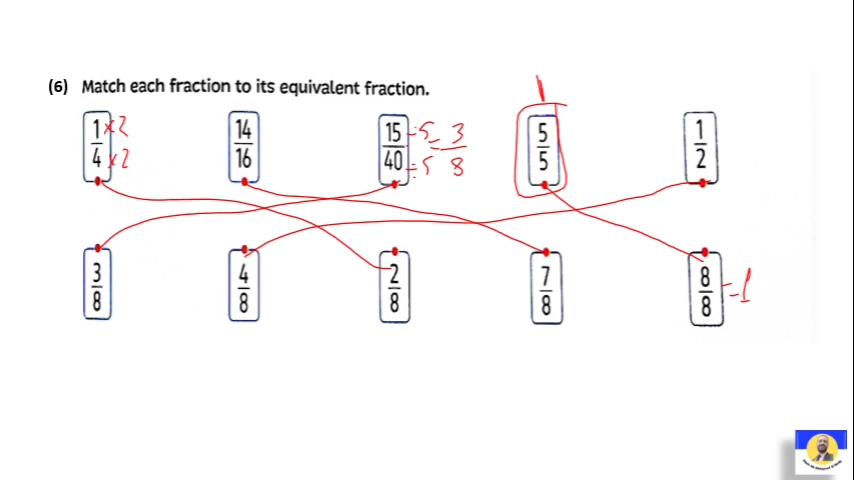 (6) Match each fraction to its equivalent fraction.
1
1/4 ×2 ×2 14/16 15/40 ÷5 ÷5 = 3/8 5/5 1/2
3/8 4/8 2/8 7/8 8/8 = 1